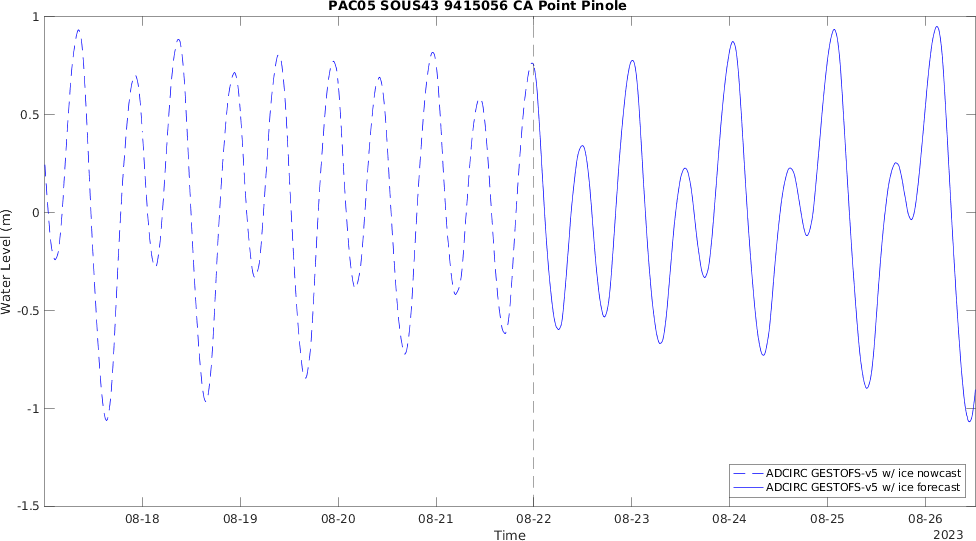 PAC05 SOUS43 9415056 CA Point Pinole
1
0.5
0
-0.5
-1
-1.5
Water Level (m)
08-18 08-19 08-20 08-21 08-22 08-23 08-24 08-25 08-26
Time
2023
ADCIRC GESTOFS-v5 w/ ice nowcast
ADCIRC GESTOFS-v5 w/ ice forecast